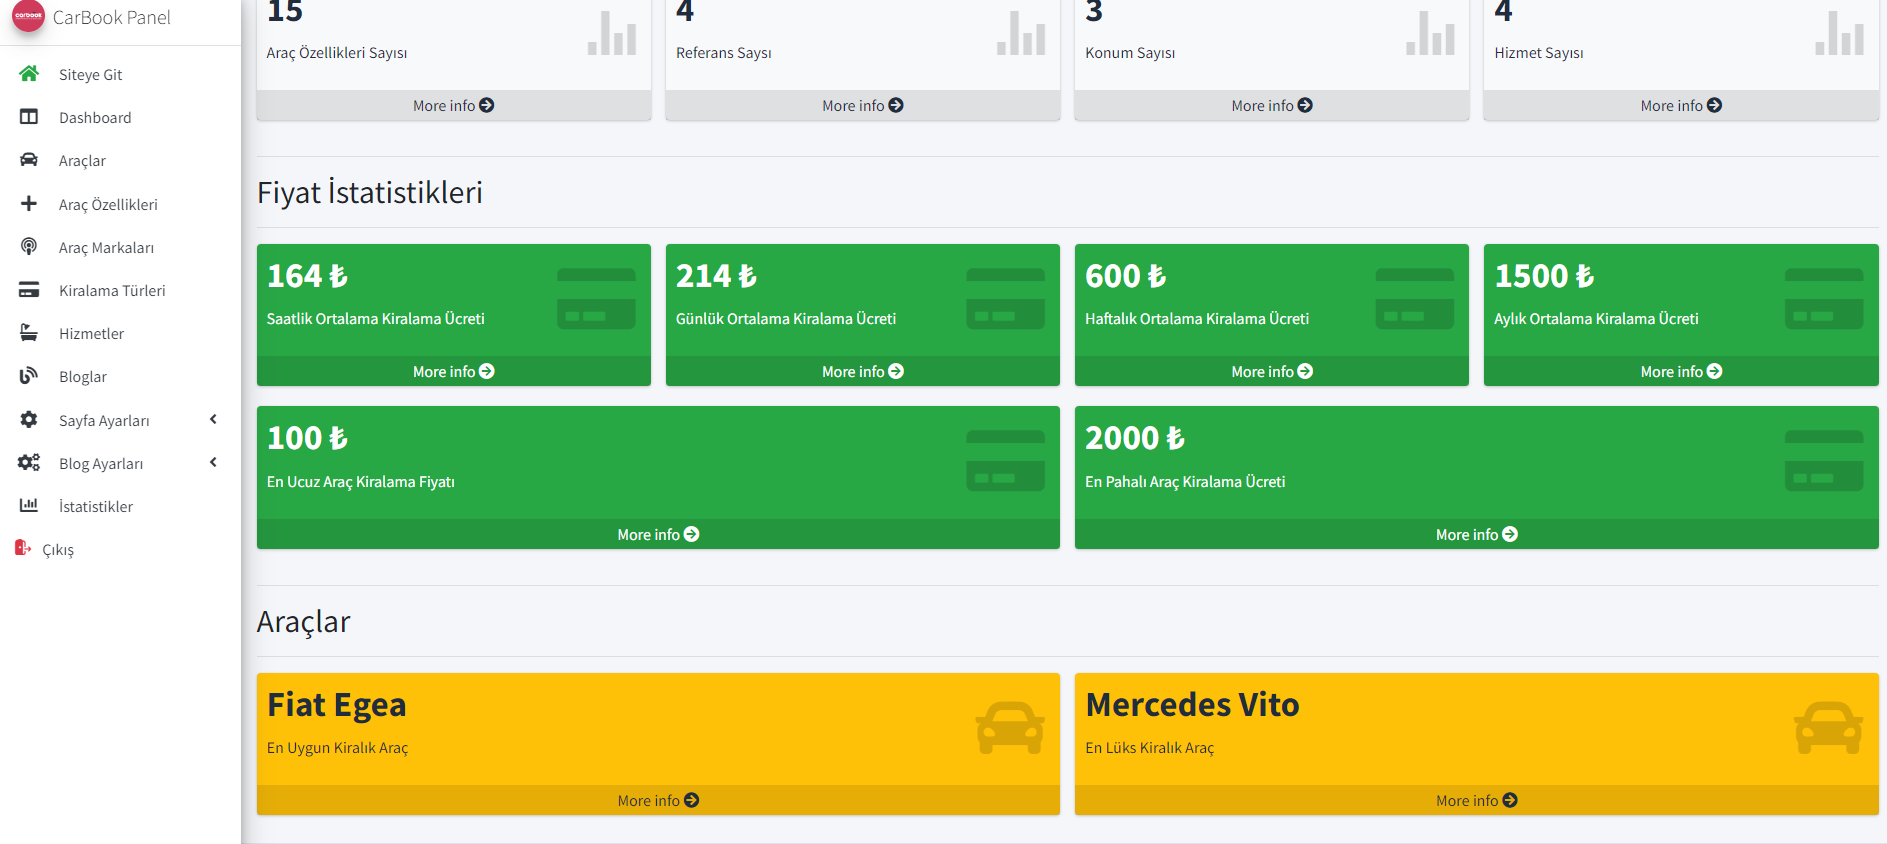 carbook
CarBook Panel
Siteye Git
Dashboard
Araçlar
Araç Özellikleri
Araç Markaları
Kiralama Türleri
Hizmetler
Bloglar
Sayfa Ayarları
Blog Ayarları
İstatistikler
Çıkış
15
Araç Özellikleri Sayısı
More info
4
Referans Saysı
More info
3
Konum Sayısı
More info
4
Hizmet Sayısı
More info
Fiyat İstatistikleri
164 ₺
Saatlik Ortalama Kiralama Ücreti
More info
214 ₺
Günlük Ortalama Kiralama Ücreti
More info
600 ₺
Haftalık Ortalama Kiralama Ücreti
More info
1500 ₺
Aylık Ortalama Kiralama Ücreti
More info
100 ₺
En Ucuz Araç Kiralama Fiyatı
More info
2000 ₺
En Pahalı Araç Kiralama Ücreti
More info
Araçlar
Fiat Egea
En Uygun Kiralık Araç
More info
Mercedes Vito
En Lüks Kiralık Araç
More info